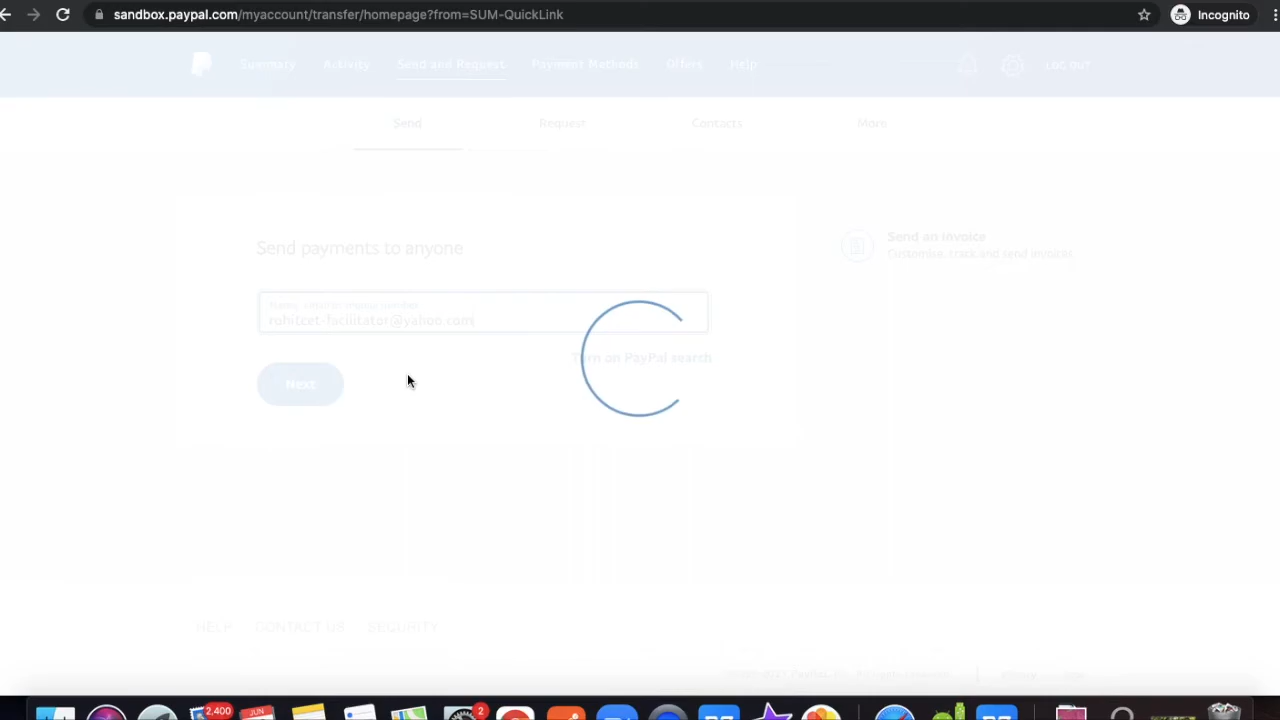 sandbox.paypal.com/myaccount/transfer/homepage?from=SUM-QuickLink
Incognito
Summary Activity Send and Request Payment Methods Offers Help LOG OUT
Send Request Contacts More
Send payments to anyone
Send an Invoice
Customise, track and send invoices
rohitcet-facilitator@yahoo.com
Turn on PayPal search
Next
HELP CONTACT US SECURITY
2,400
JUN
2